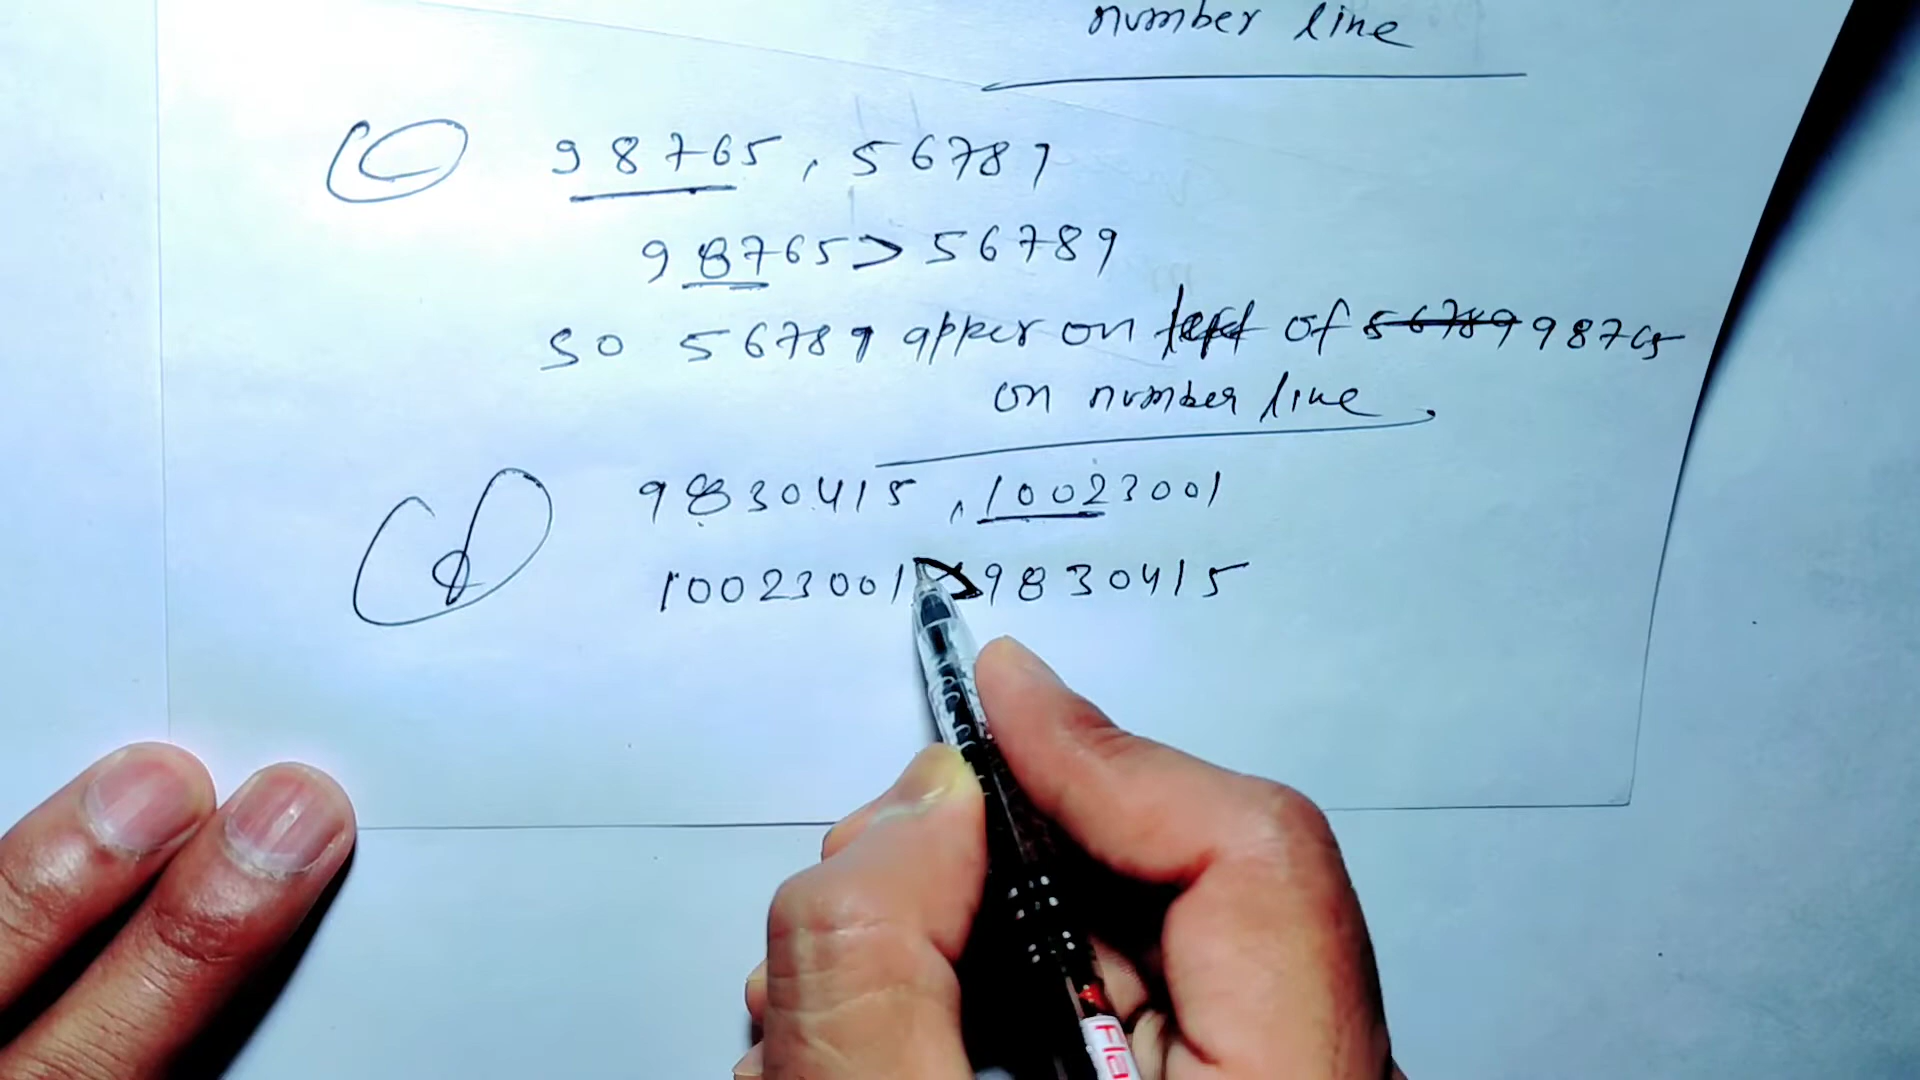 number line
(C) 98765, 56789
98765 > 56789
so 56789 apper on left of 56789 98765
on number line.
(d) 9830415, 10023001
10023001 > 9830415
Fla